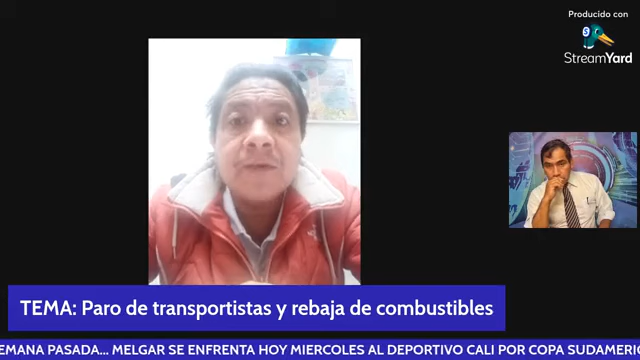 Producido con
StreamYard
TEMA: Paro de transportistas y rebaja de combustibles
EMANA PASADA... MELGAR SE ENFRENTA HOY MIERCOLES AL DEPORTIVO CALI POR COPA SUDAMERIC